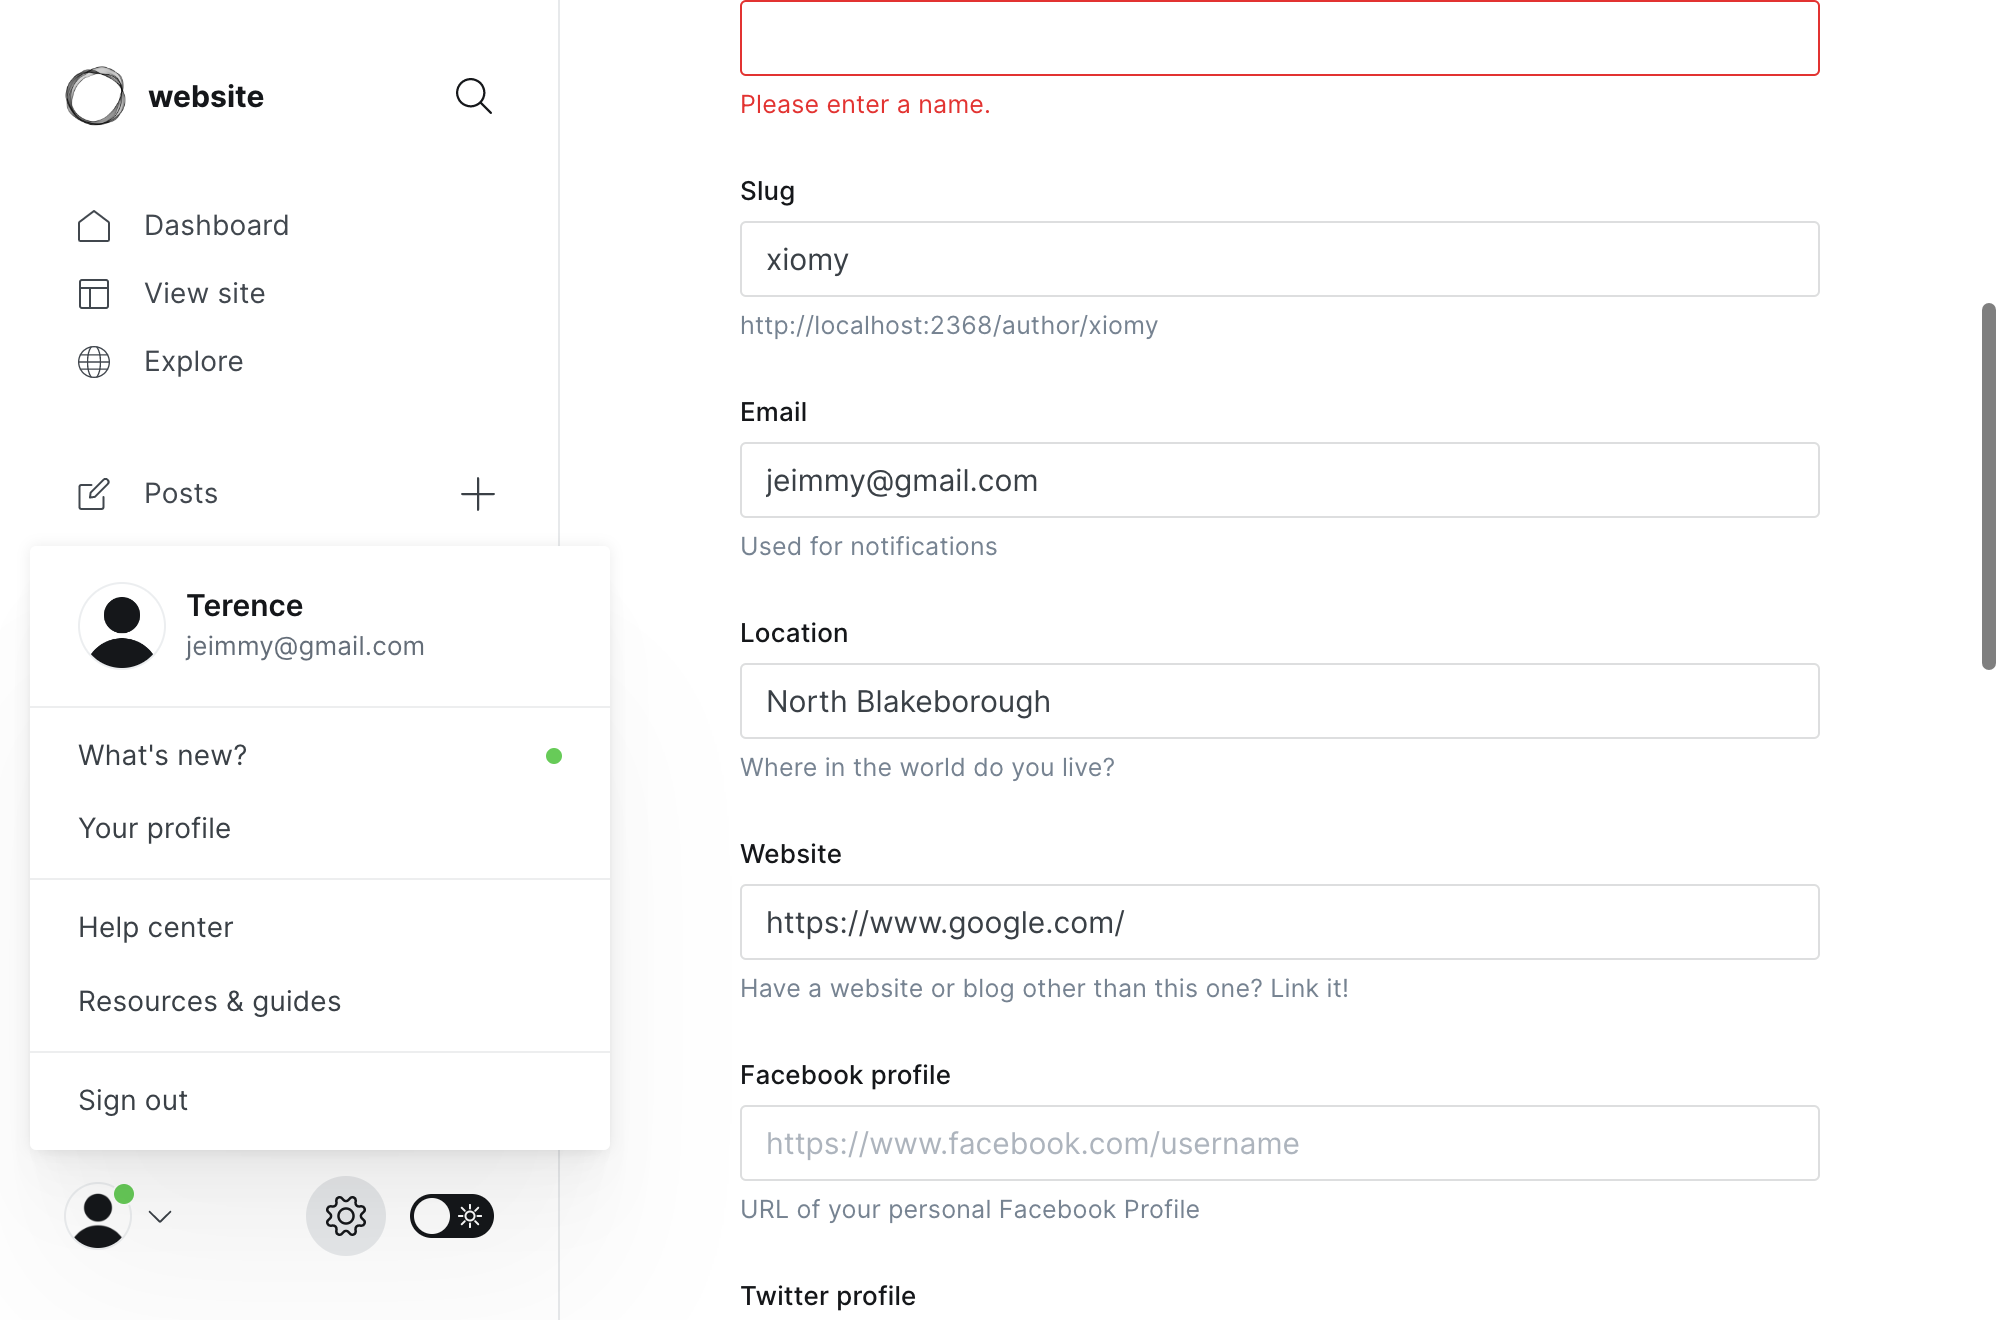 website
Dashboard
View site
Explore
Posts
Terence
jeimmy@gmail.com
What's new?
Your profile
Help center
Resources & guides
Sign out
Please enter a name.
Slug
xiomy
http://localhost:2368/author/xiomy
Email
jeimmy@gmail.com
Used for notifications
Location
North Blakeborough
Where in the world do you live?
Website
https://www.google.com/
Have a website or blog other than this one? Link it!
Facebook profile
https://www.facebook.com/username
URL of your personal Facebook Profile
Twitter profile